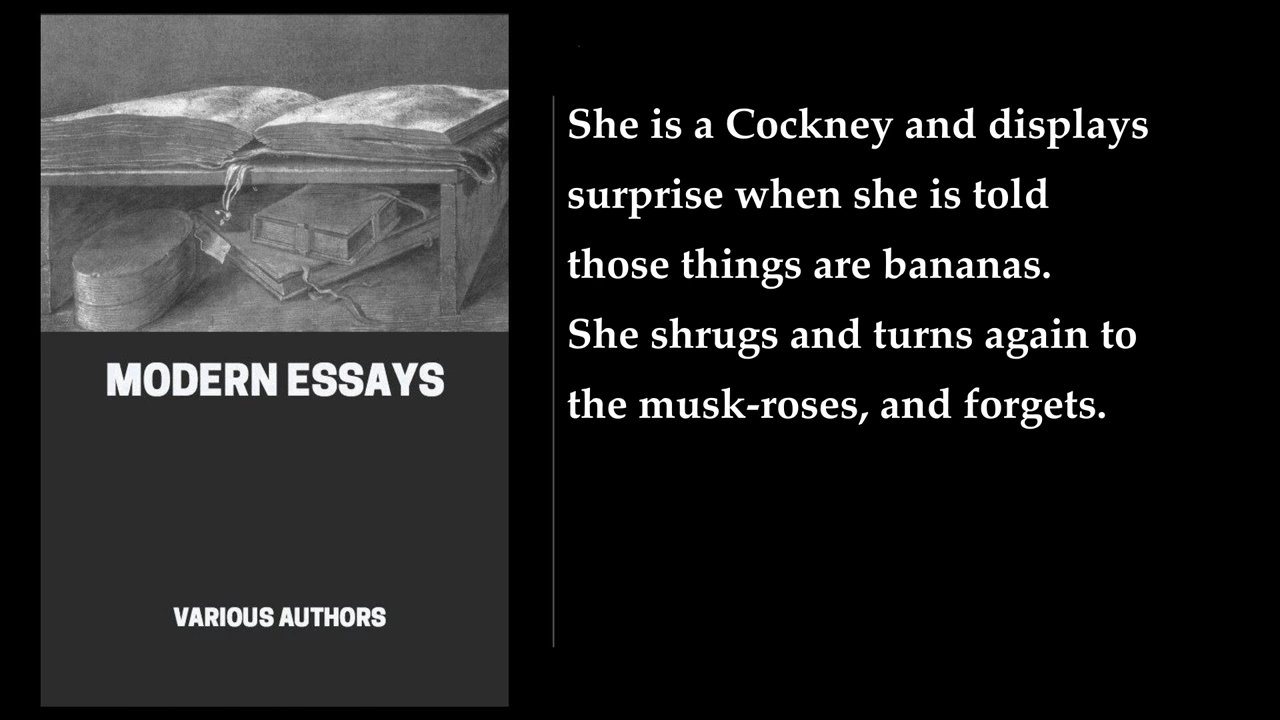 MODERN ESSAYS
VARIOUS AUTHORS
She is a Cockney and displays
surprise when she is told
those things are bananas.
She shrugs and turns again to
the musk-roses, and forgets.